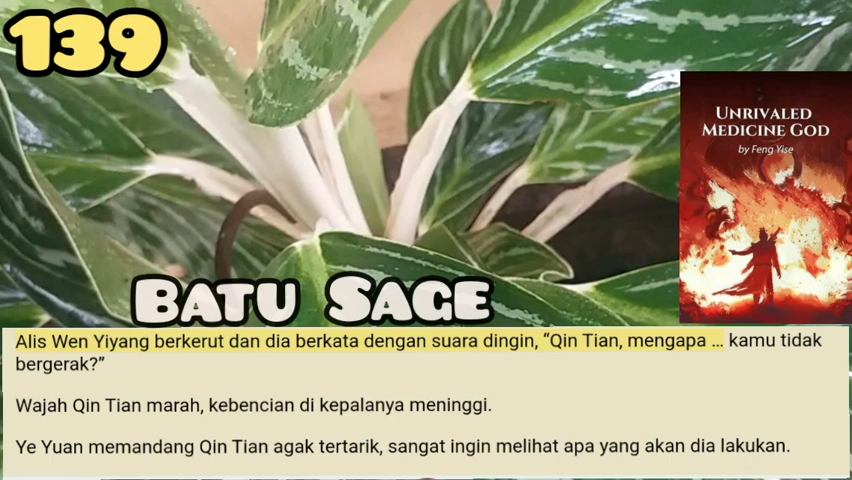 139
UNRIVALED
MEDICINE GOD
by Feng Yise
BATU SAGE
Alis Wen Yiyang berkerut dan dia berkata dengan suara dingin, “Qin Tian, mengapa ... kamu tidak
bergerak?”
Wajah Qin Tian marah, kebencian di kepalanya meninggi.
Ye Yuan memandang Qin Tian agak tertarik, sangat ingin melihat apa yang akan dia lakukan.